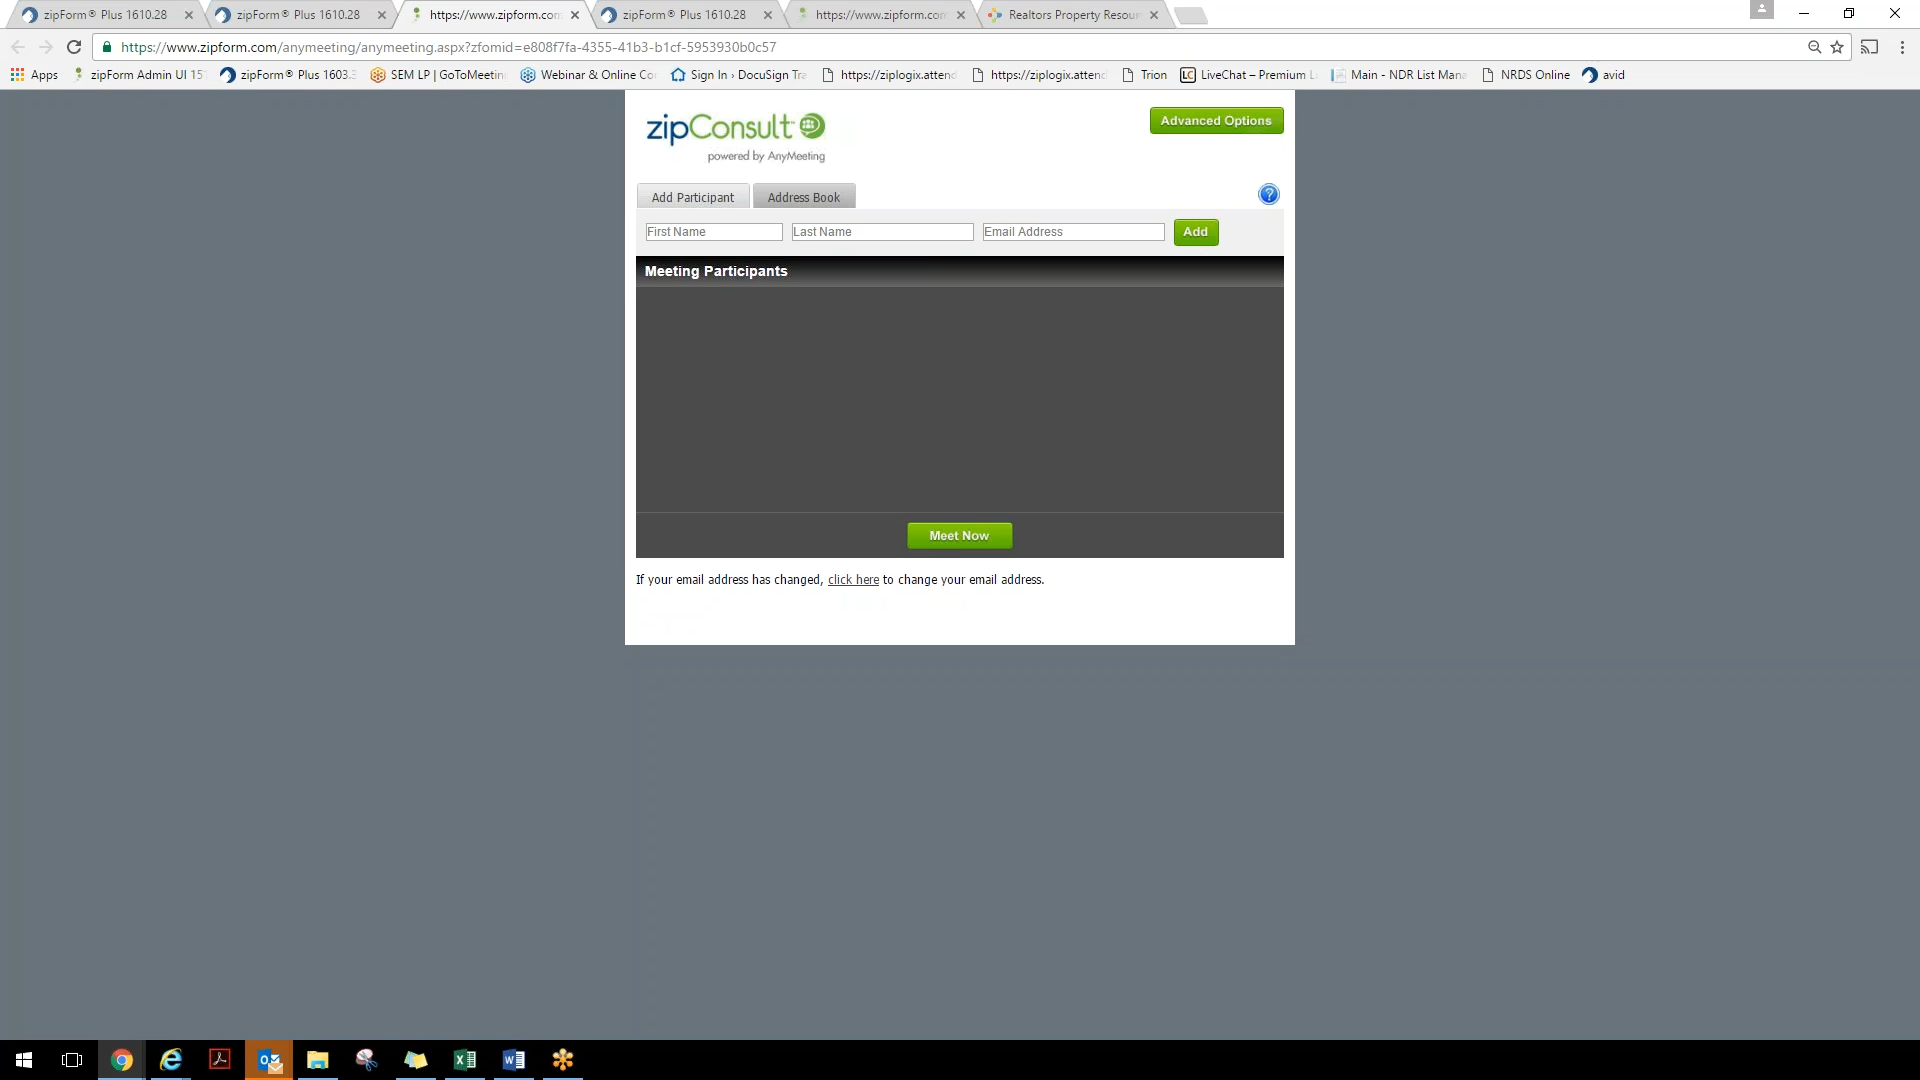 zipForm® Plus 1610.28
zipForm® Plus 1610.28
https://www.zipform.com
zipForm® Plus 1610.28
https://www.zipform.com
Realtors Property Resour
https://www.zipform.com/anymeeting/anymeeting.aspx?zfomid=e808f7fa-4355-41b3-b1cf-5953930b0c57
Apps
zipForm Admin UI 151
zipForm® Plus 1603.3
SEM LP | GoToMeetin
Webinar & Online Co
Sign In › DocuSign Tra
https://ziplogix.attend
https://ziplogix.attend
Trion
LiveChat – Premium L
Main - NDR List Mana
NRDS Online
avid
zipConsult
powered by AnyMeeting
Advanced Options
Add Participant
Address Book
?
First Name
Last Name
Email Address
Add
Meeting Participants
Meet Now
If your email address has changed, click here to change your email address.